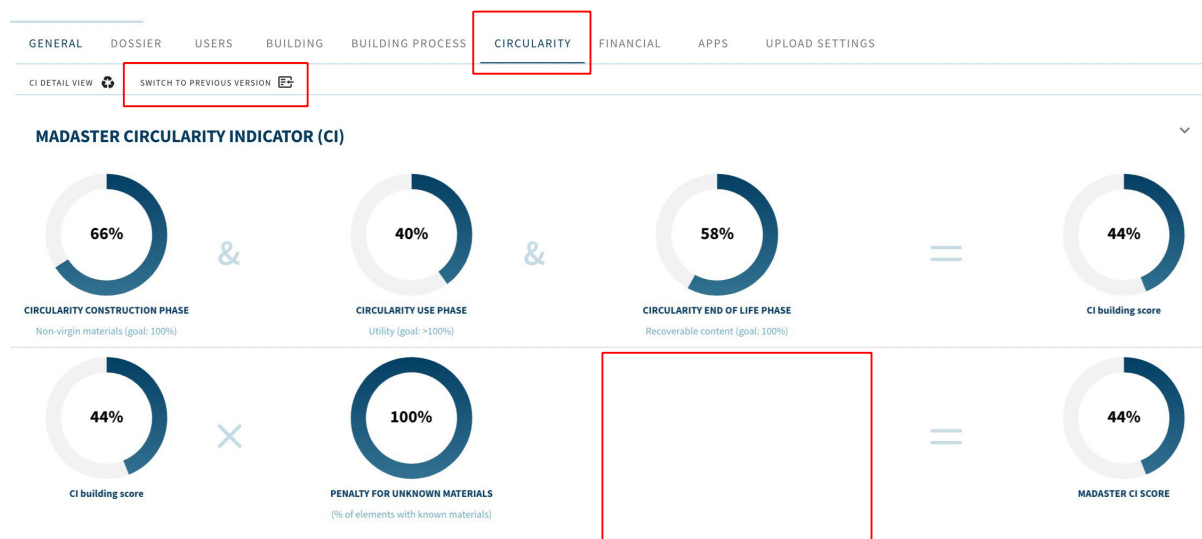 GENERAL DOSSIER USERS BUILDING BUILDING PROCESS CIRCULARITY FINANCIAL APPS UPLOAD SETTINGS
CI DETAIL VIEW SWITCH TO PREVIOUS VERSION
MADASTER CIRCULARITY INDICATOR (CI)
66% & 40% & 58% = 44%
CIRCULARITY CONSTRUCTION PHASE CIRCULARITY USE PHASE CIRCULARITY END OF LIFE PHASE CI building score
Non-virgin materials (goal: 100%) Utility (goal: >100%) Recoverable content (goal: 100%)
44% × 100% = 44%
CI building score PENALTY FOR UNKNOWN MATERIALS MADASTER CI SCORE
(% of elements with known materials)